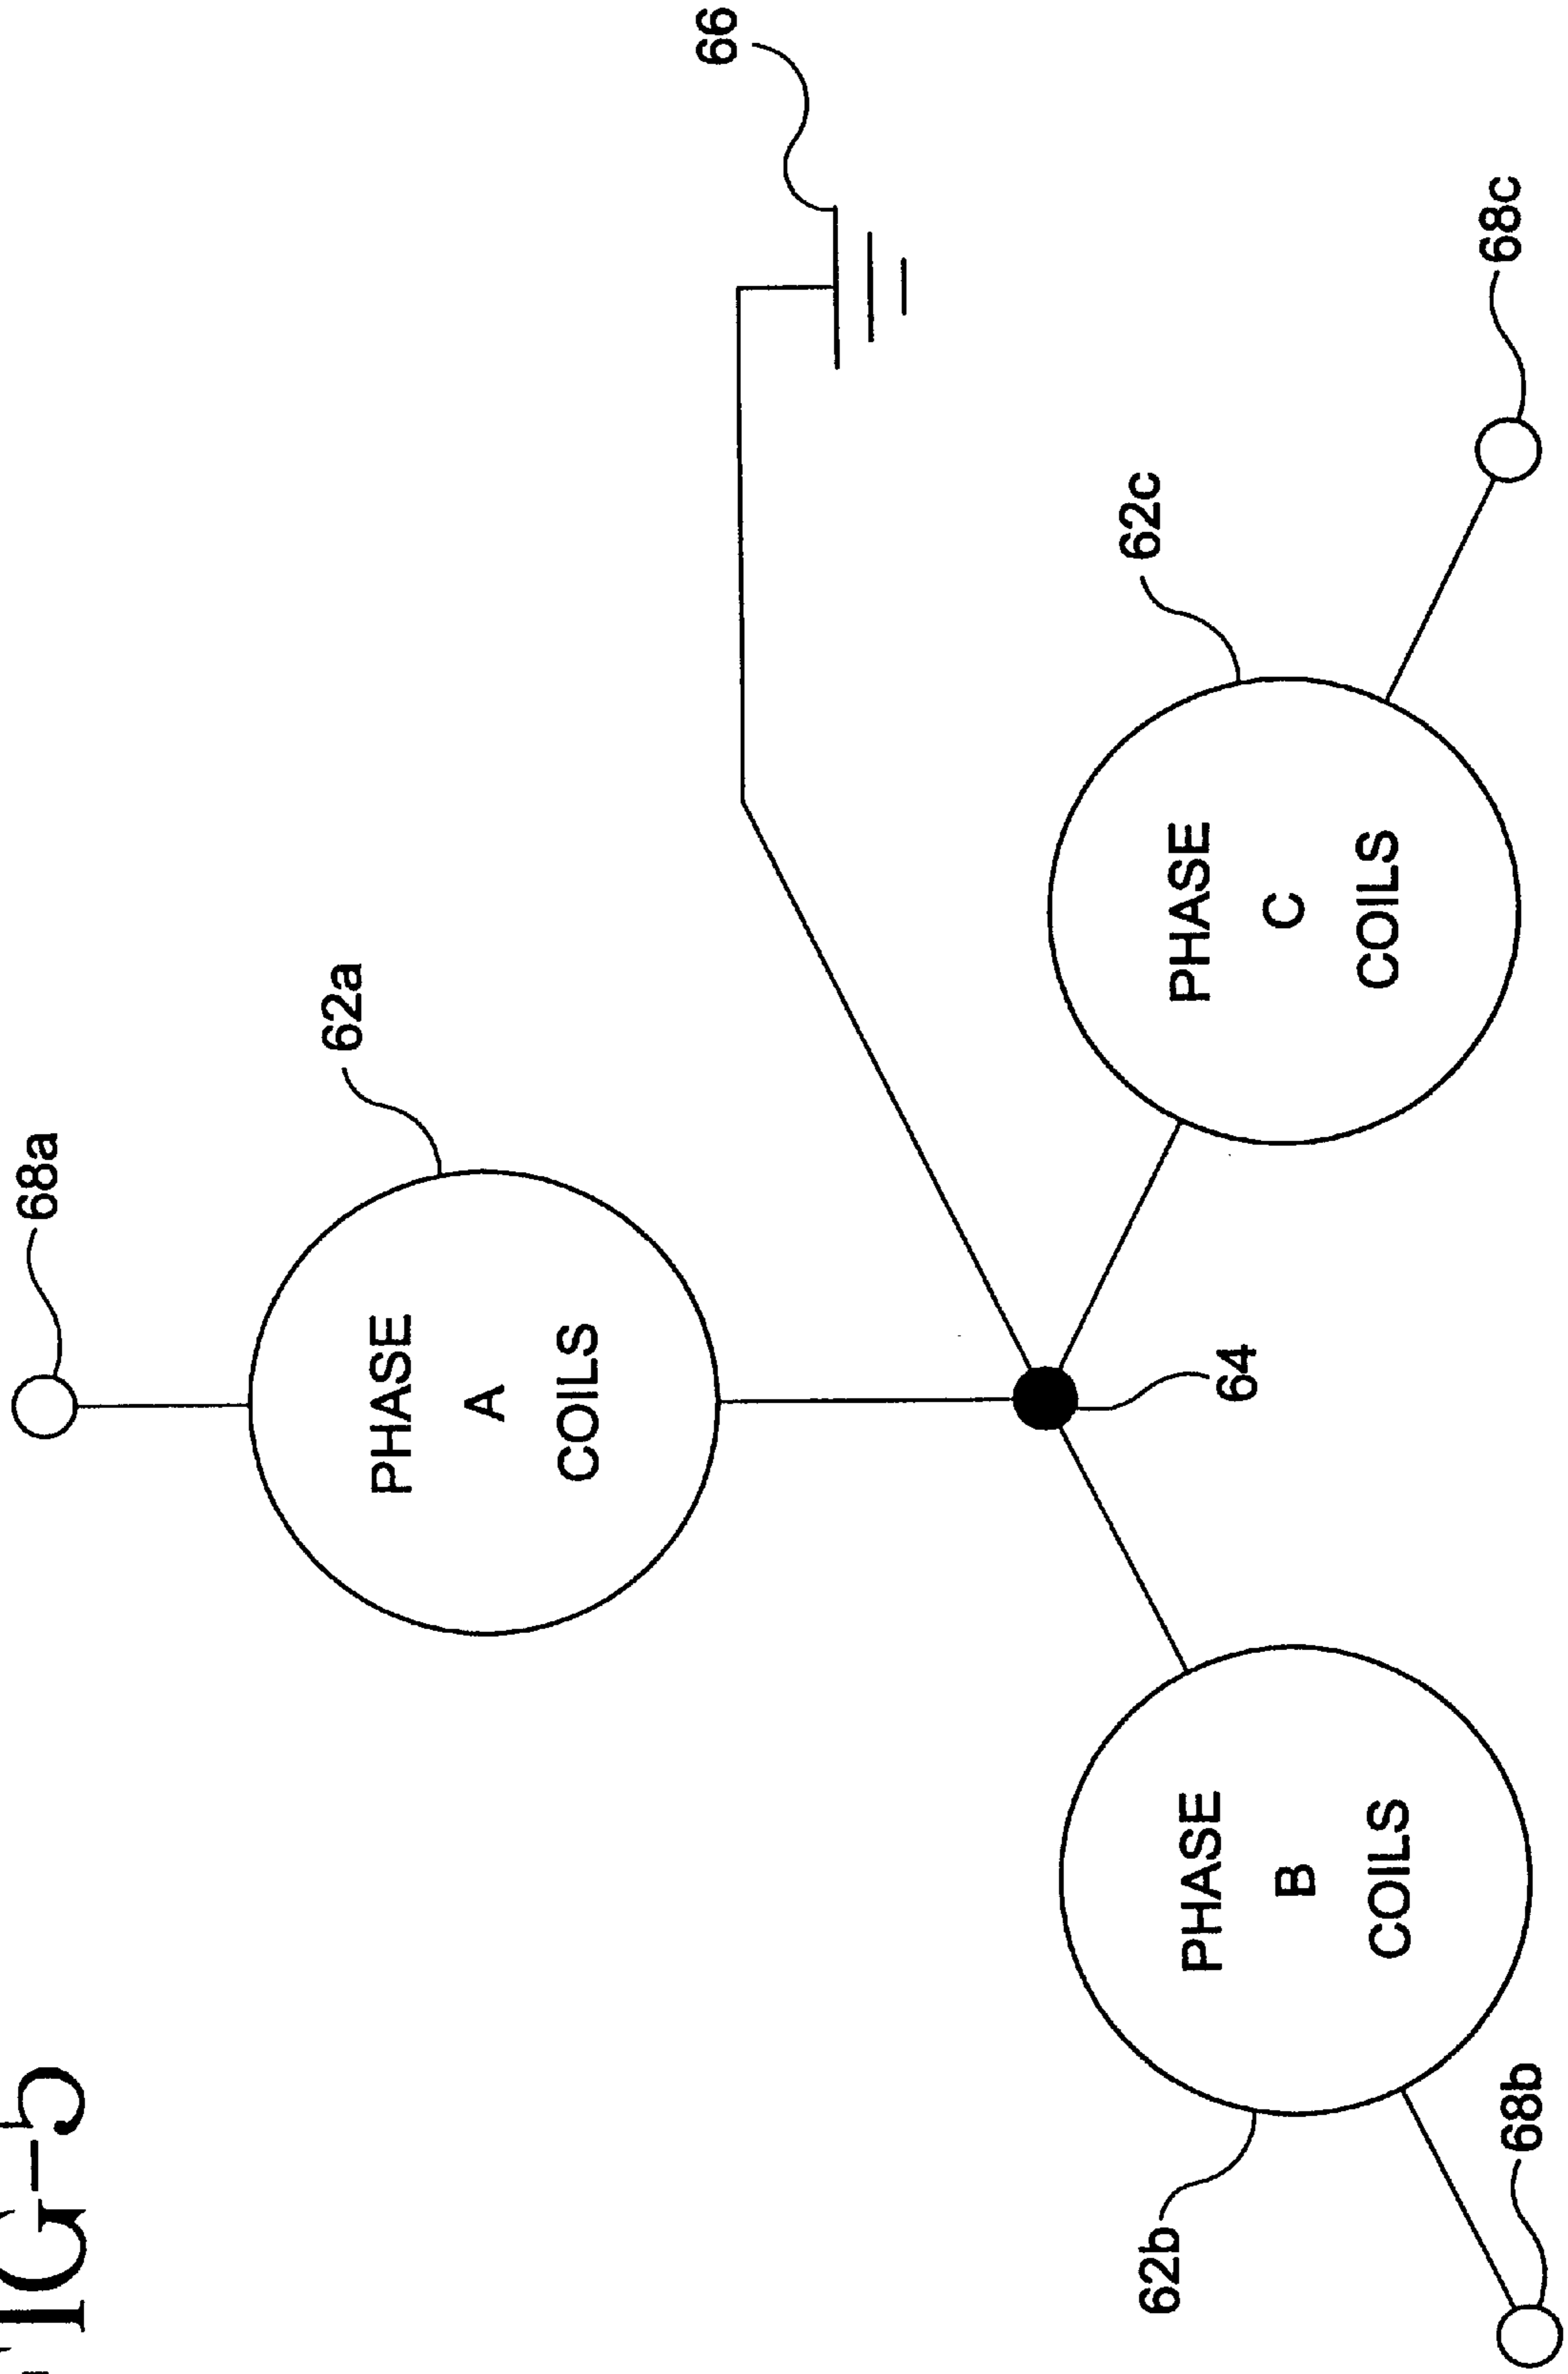 FIG-5
68a
62a
PHASE
A
COILS
66
62b
PHASE
B
COILS
64
62c
PHASE
C
COILS
68b
68c